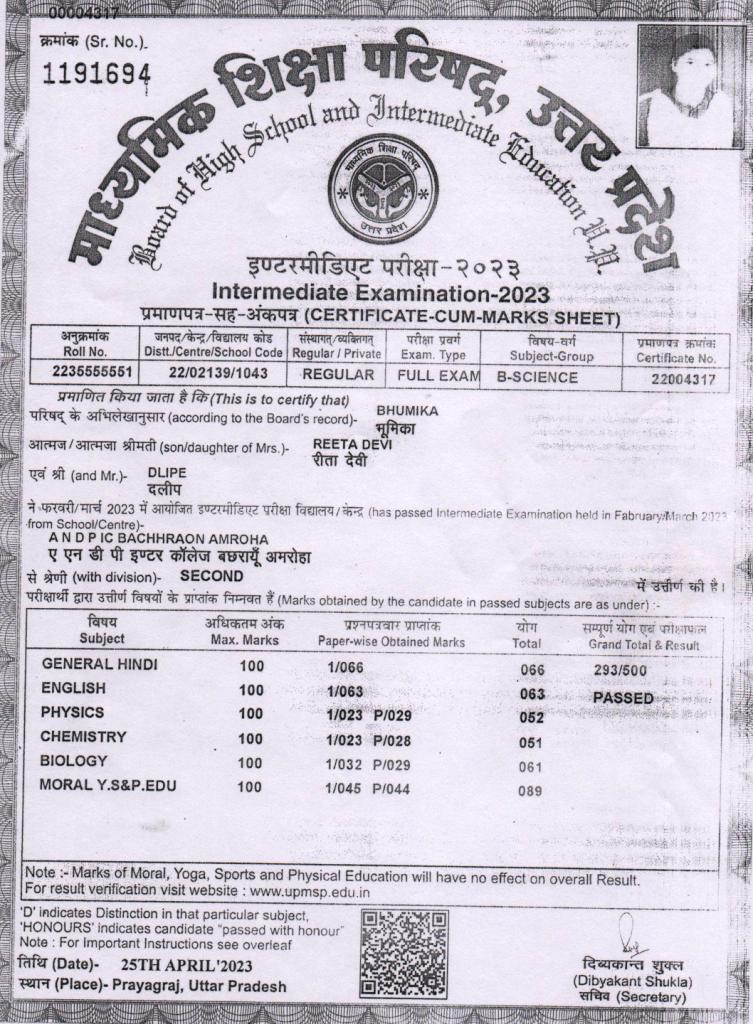 00004317
क्रमांक (Sr. No.)
1191694
माध्यमिक शिक्षा परिषद्, उत्तर प्रदेश
Board of High School and Intermediate Education U.P.
माध्यमिक शिक्षा परिषद
उत्तर प्रदेश
इण्टरमीडिएट परीक्षा-२०२३
Intermediate Examination-2023
प्रमाणपत्र-सह-अंकपत्र (CERTIFICATE-CUM-MARKS SHEET)
अनुक्रमांक जनपद/केन्द्र/विद्यालय कोड संस्थागत/व्यक्तिगत परीक्षा प्रवर्ग विषय-वर्ग प्रमाणपत्र क्रमांक
Roll No. Distt./Centre/School Code Regular / Private Exam. Type Subject-Group Certificate No.
2235555551 22/02139/1043 REGULAR FULL EXAM B-SCIENCE 22004317
प्रमाणित किया जाता है कि (This is to certify that)
परिषद् के अभिलेखानुसार (according to the Board's record)- BHUMIKA
भूमिका
आत्मज/आत्मजा श्रीमती (son/daughter of Mrs.)- REETA DEVI
रीता देवी
एवं श्री (and Mr.)- DLIPE
दलीप
ने फरवरी/मार्च 2023 में आयोजित इण्टरमीडिएट परीक्षा विद्यालय/केन्द्र (has passed Intermediate Examination held in Fabruary/March 2023
from School/Centre)-
A N D P IC BACHHRAON AMROHA
ए एन डी पी इण्टर कॉलेज बछरायूँ अमरोहा
से श्रेणी (with division)- SECOND में उत्तीर्ण की है।
परीक्षार्थी द्वारा उत्तीर्ण विषयों के प्राप्तांक निम्नवत हैं (Marks obtained by the candidate in passed subjects are as under) :-
विषय अधिकतम अंक प्रश्नपत्रवार प्राप्तांक योग सम्पूर्ण योग एवं परीक्षाफल
Subject Max. Marks Paper-wise Obtained Marks Total Grand Total & Result
GENERAL HINDI 100 1/066 066 293/500
ENGLISH 100 1/063 063 PASSED
PHYSICS 100 1/023 P/029 052
CHEMISTRY 100 1/023 P/028 051
BIOLOGY 100 1/032 P/029 061
MORAL Y.S&P.EDU 100 1/045 P/044 089
Note :- Marks of Moral, Yoga, Sports and Physical Education will have no effect on overall Result.
For result verification visit website : www.upmsp.edu.in
'D' indicates Distinction in that particular subject,
'HONOURS' indicates candidate "passed with honour"
Note : For Important Instructions see overleaf
तिथि (Date)- 25TH APRIL'2023
स्थान (Place)- Prayagraj, Uttar Pradesh
दिब्यकान्त शुक्ल
(Dibyakant Shukla)
सचिव (Secretary)